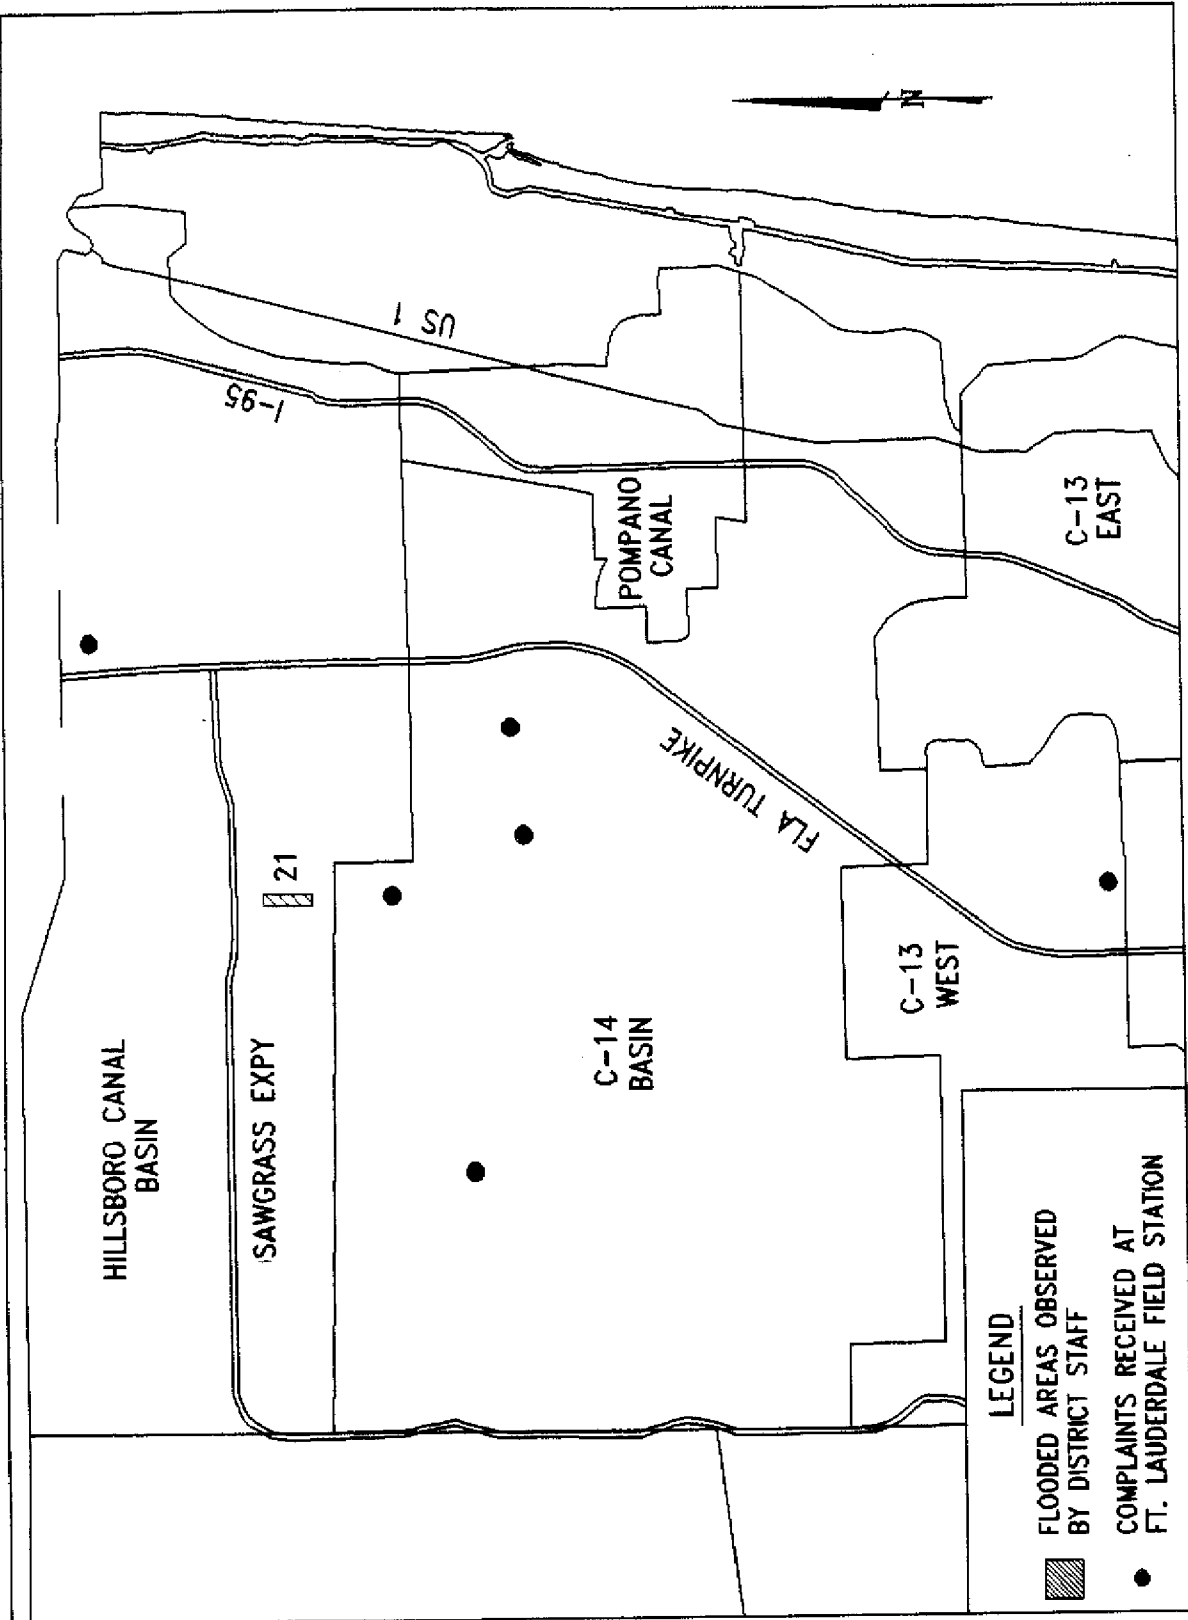 HILLSBORO CANAL
BASIN
SAWGRASS EXPY
21
I-95
US 1
N
POMPANO
CANAL
FLA TURNPIKE
C-14
BASIN
C-13
WEST
C-13
EAST
LEGEND
FLOODED AREAS OBSERVED
BY DISTRICT STAFF
COMPLAINTS RECEIVED AT
FT. LAUDERDALE FIELD STATION